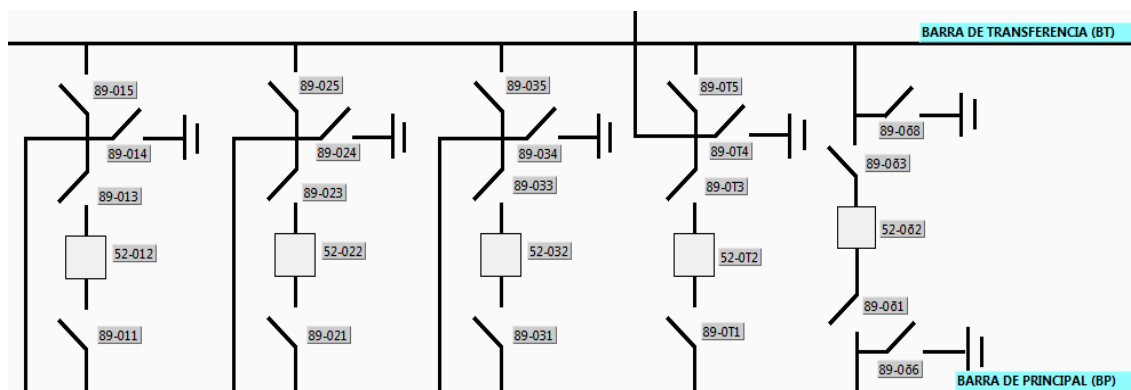 BARRA DE TRANSFERENCIA (BT)
89-015
89-025
89-035
89-0T5
89-014
89-024
89-034
89-0T4
89-0δ8
89-013
89-023
89-033
89-0T3
89-0δ3
52-012
52-022
52-032
52-0T2
52-0δ2
89-011
89-021
89-031
89-0T1
89-0δ1
89-0δ6
BARRA DE PRINCIPAL (BP)